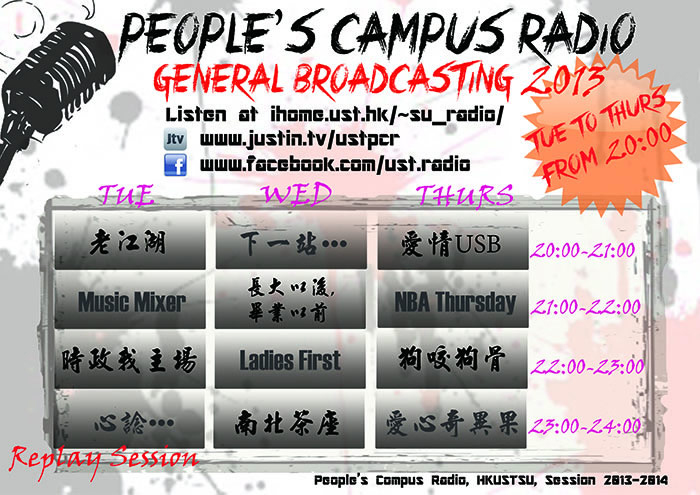 PEOPLE'S CAMPUS RADIO
GENERAL BROADCASTING 2013
Listen at ihome.ust.hk/~su_radio/
Jtv www.justin.tv/ustpcr
f www.facebook.com/ust.radio
TUE TO THURS
FROM 20:00
TUE WED THURS
老江湖 下一站… 愛情USB 20:00-21:00
Music Mixer 長大以後, NBA Thursday 21:00-22:00
畢業以前
時政我主場 Ladies First 狗咬狗骨 22:00-23:00
心諗… 南北茶座 愛心奇異果 23:00-24:00
Replay Session
People's Campus Radio, HKUSTSU, Session 2013-2014